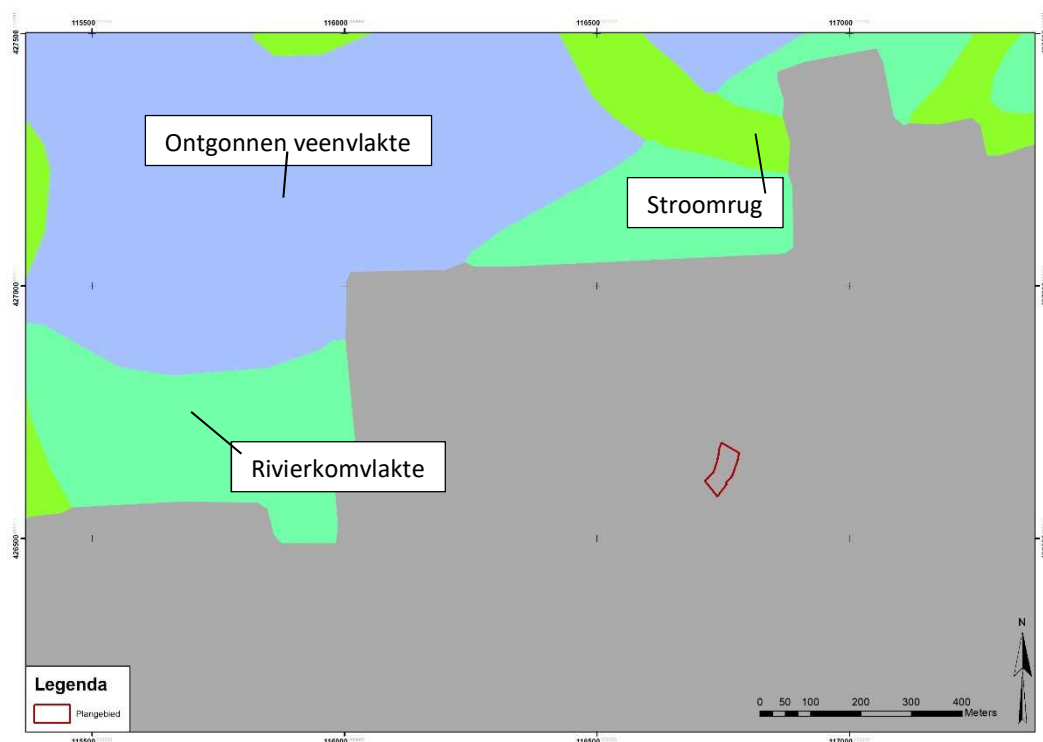 115500 116000 116500 117000
427500
Ontgonnen veenvlakte
Stroomrug
427000
Rivierkomvlakte
426500
N
Legenda
Plangebied
0 50 100 200 300 400
Meters
115500 116000 116500 117000